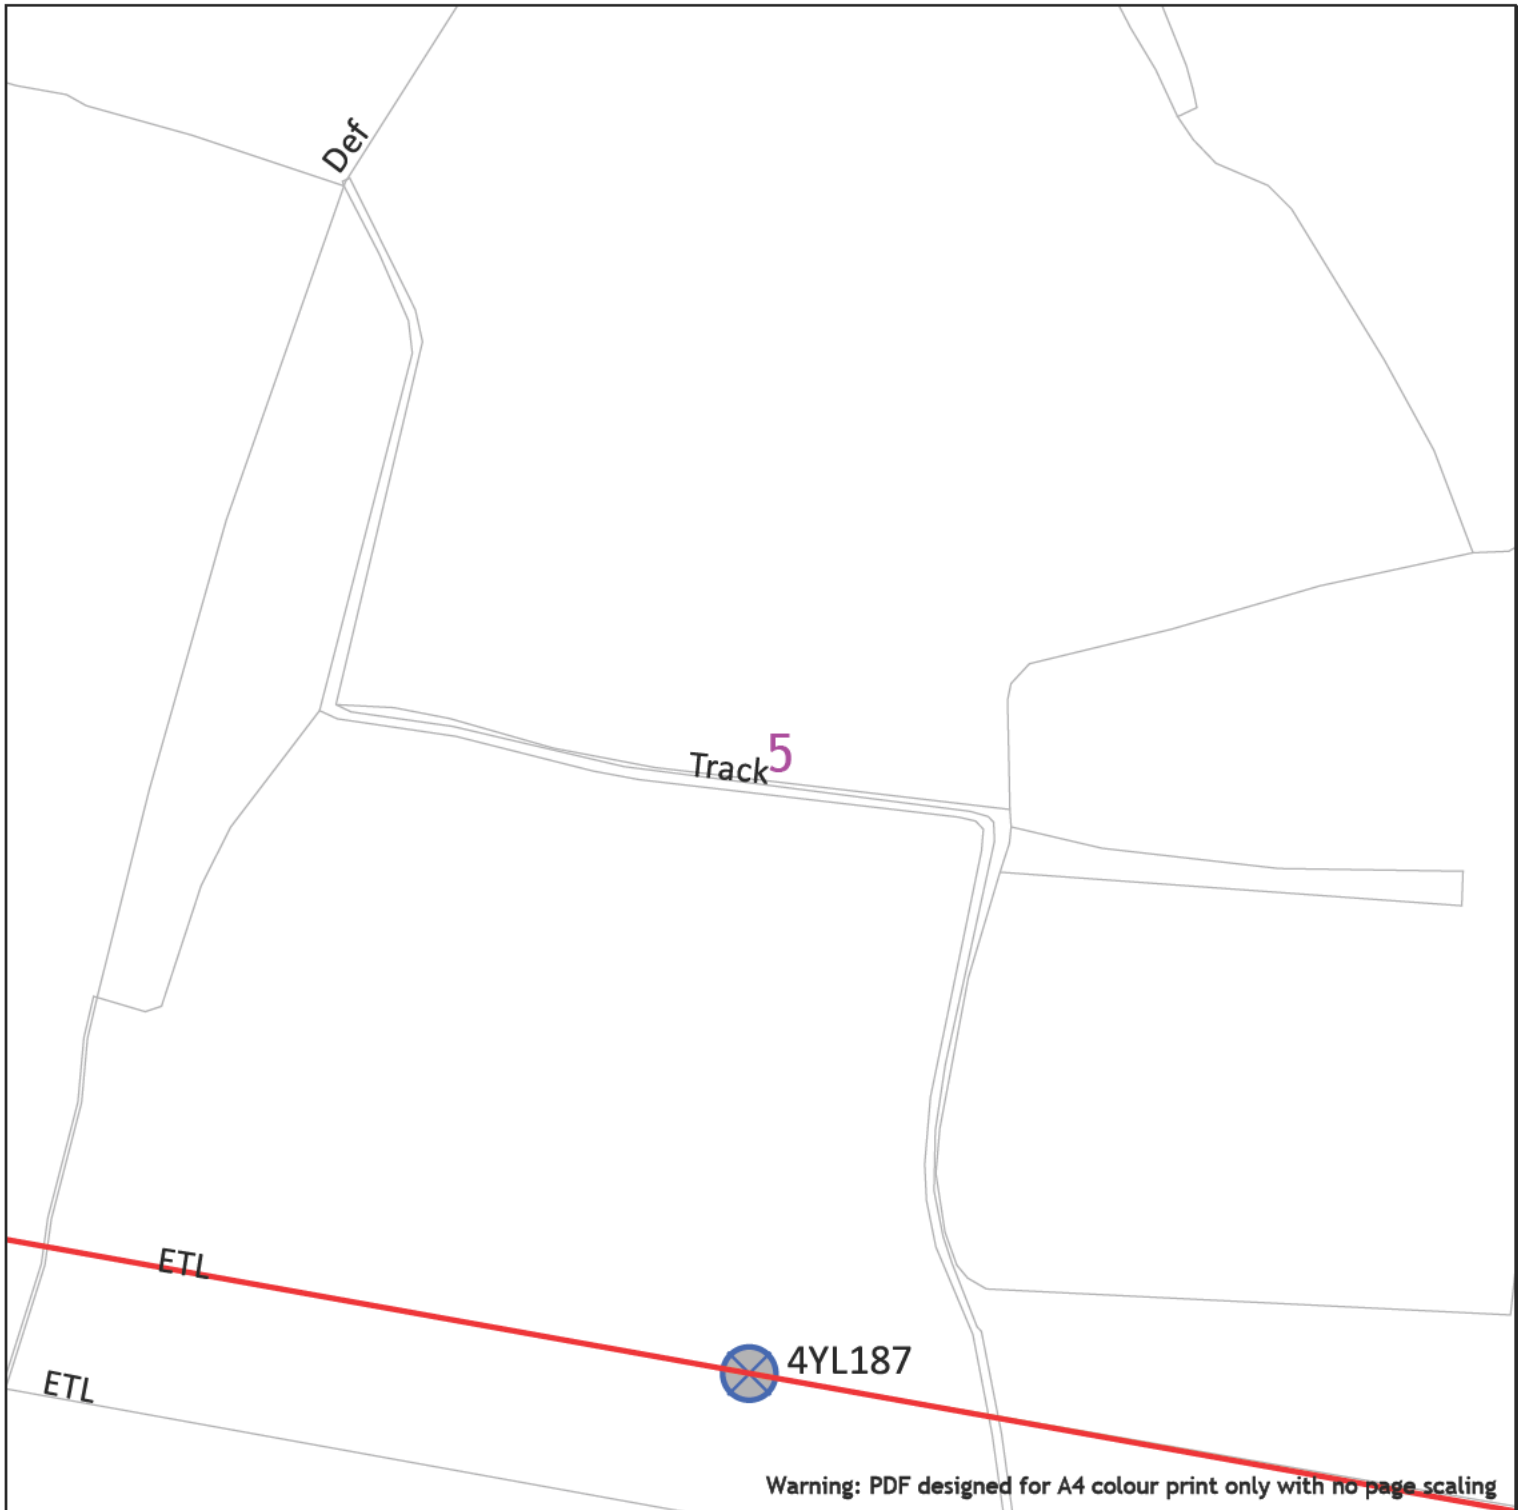 Def
5
Track
ETL
4YL187
ETL
Warning: PDF designed for A4 colour print only with no page scaling